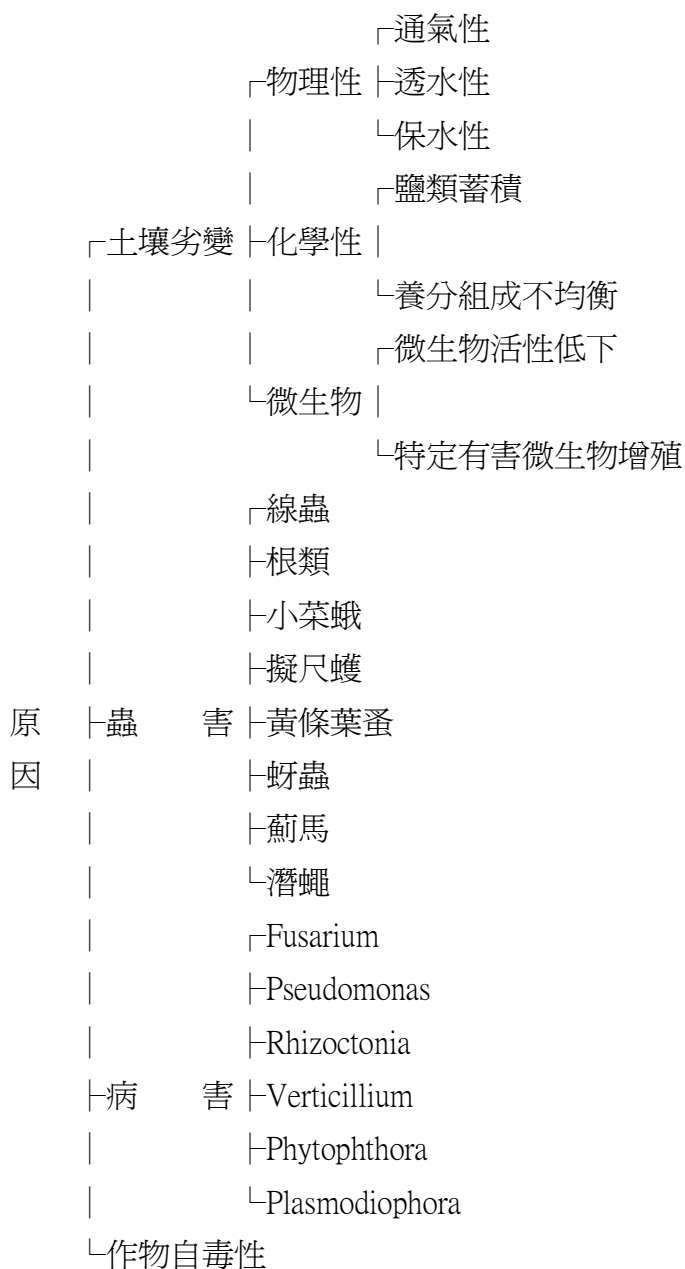 ┌通氣性
┌物理性├透水性
│ └保水性
│ ┌鹽類蓄積
┌土壤劣變├化學性│
│ │ └養分組成不均衡
│ │ ┌微生物活性低下
│ └微生物│
│ └特定有害微生物增殖
│ ┌線蟲
│ ├根類
│ ├小菜蛾
│ ├擬尺蠖
原 ├蟲 害├黃條葉蚤
因 │ ├蚜蟲
│ ├薊馬
│ └潛蠅
│ ┌Fusarium
│ ├Pseudomonas
│ ├Rhizoctonia
├病 害├Verticillium
│ ├Phytophthora
│ └Plasmodiophora
└作物自毒性